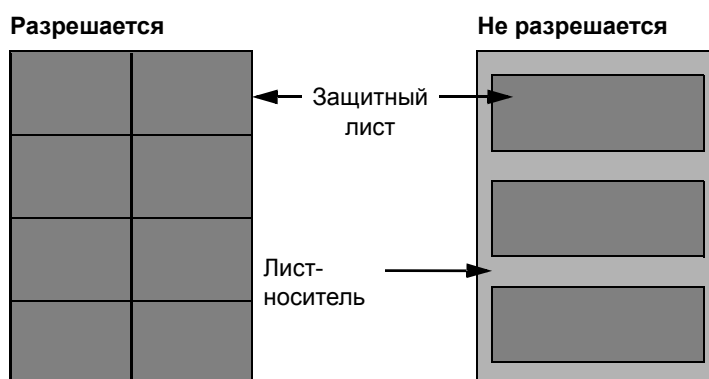 Разрешается
Не разрешается
Защитный
лист
Лист-
носитель